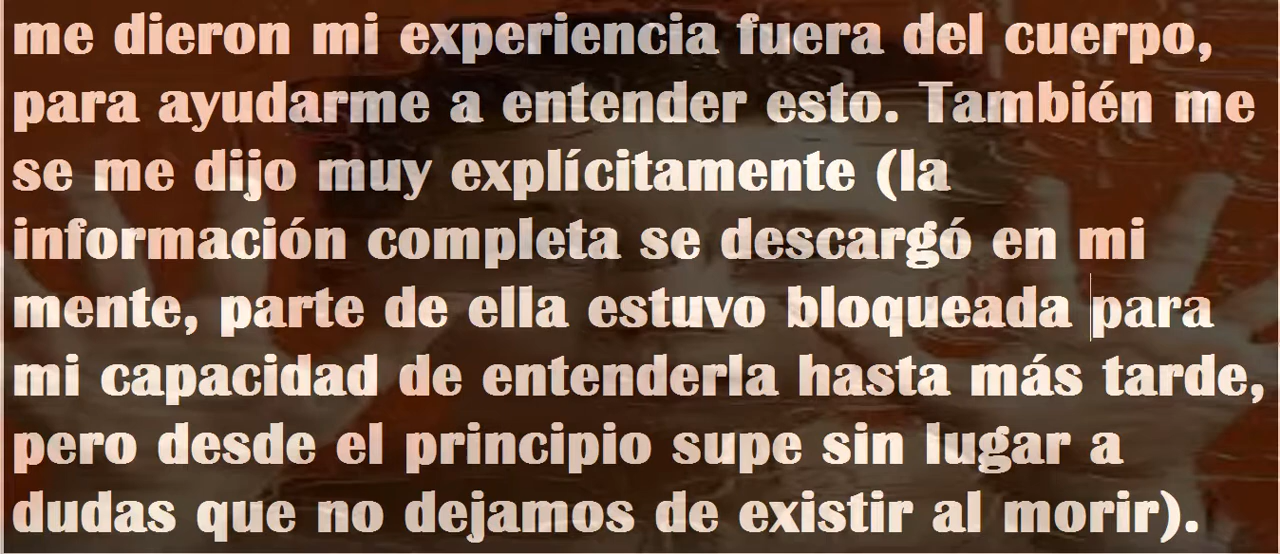 me dieron mi experiencia fuera del cuerpo,
para ayudarme a entender esto. También me
se me dijo muy explícitamente (la
información completa se descargó en mi
mente, parte de ella estuvo bloqueada para
mi capacidad de entenderla hasta más tarde,
pero desde el principio supe sin lugar a
dudas que no dejamos de existir al morir).